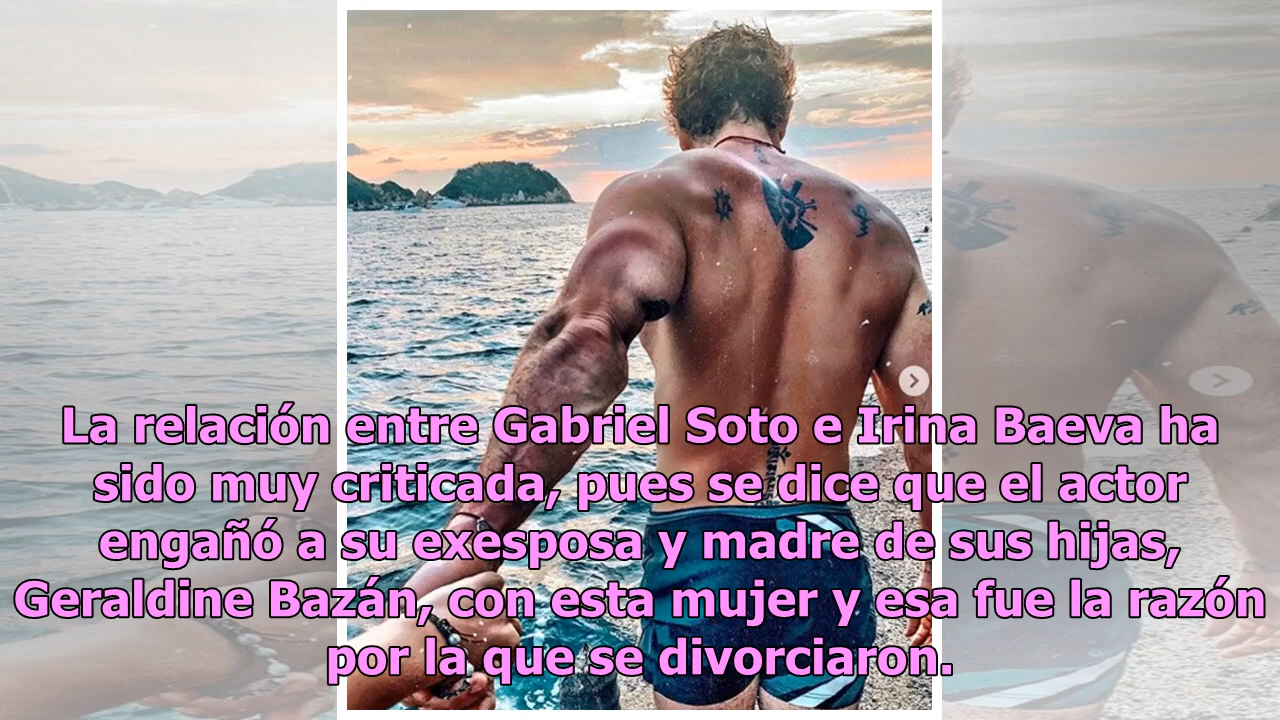 La relación entre Gabriel Soto e Irina Baeva ha
sido muy criticada, pues se dice que el actor
engañó a su exesposa y madre de sus hijas,
Geraldine Bazán, con esta mujer y esa fue la razón
por la que se divorciaron.